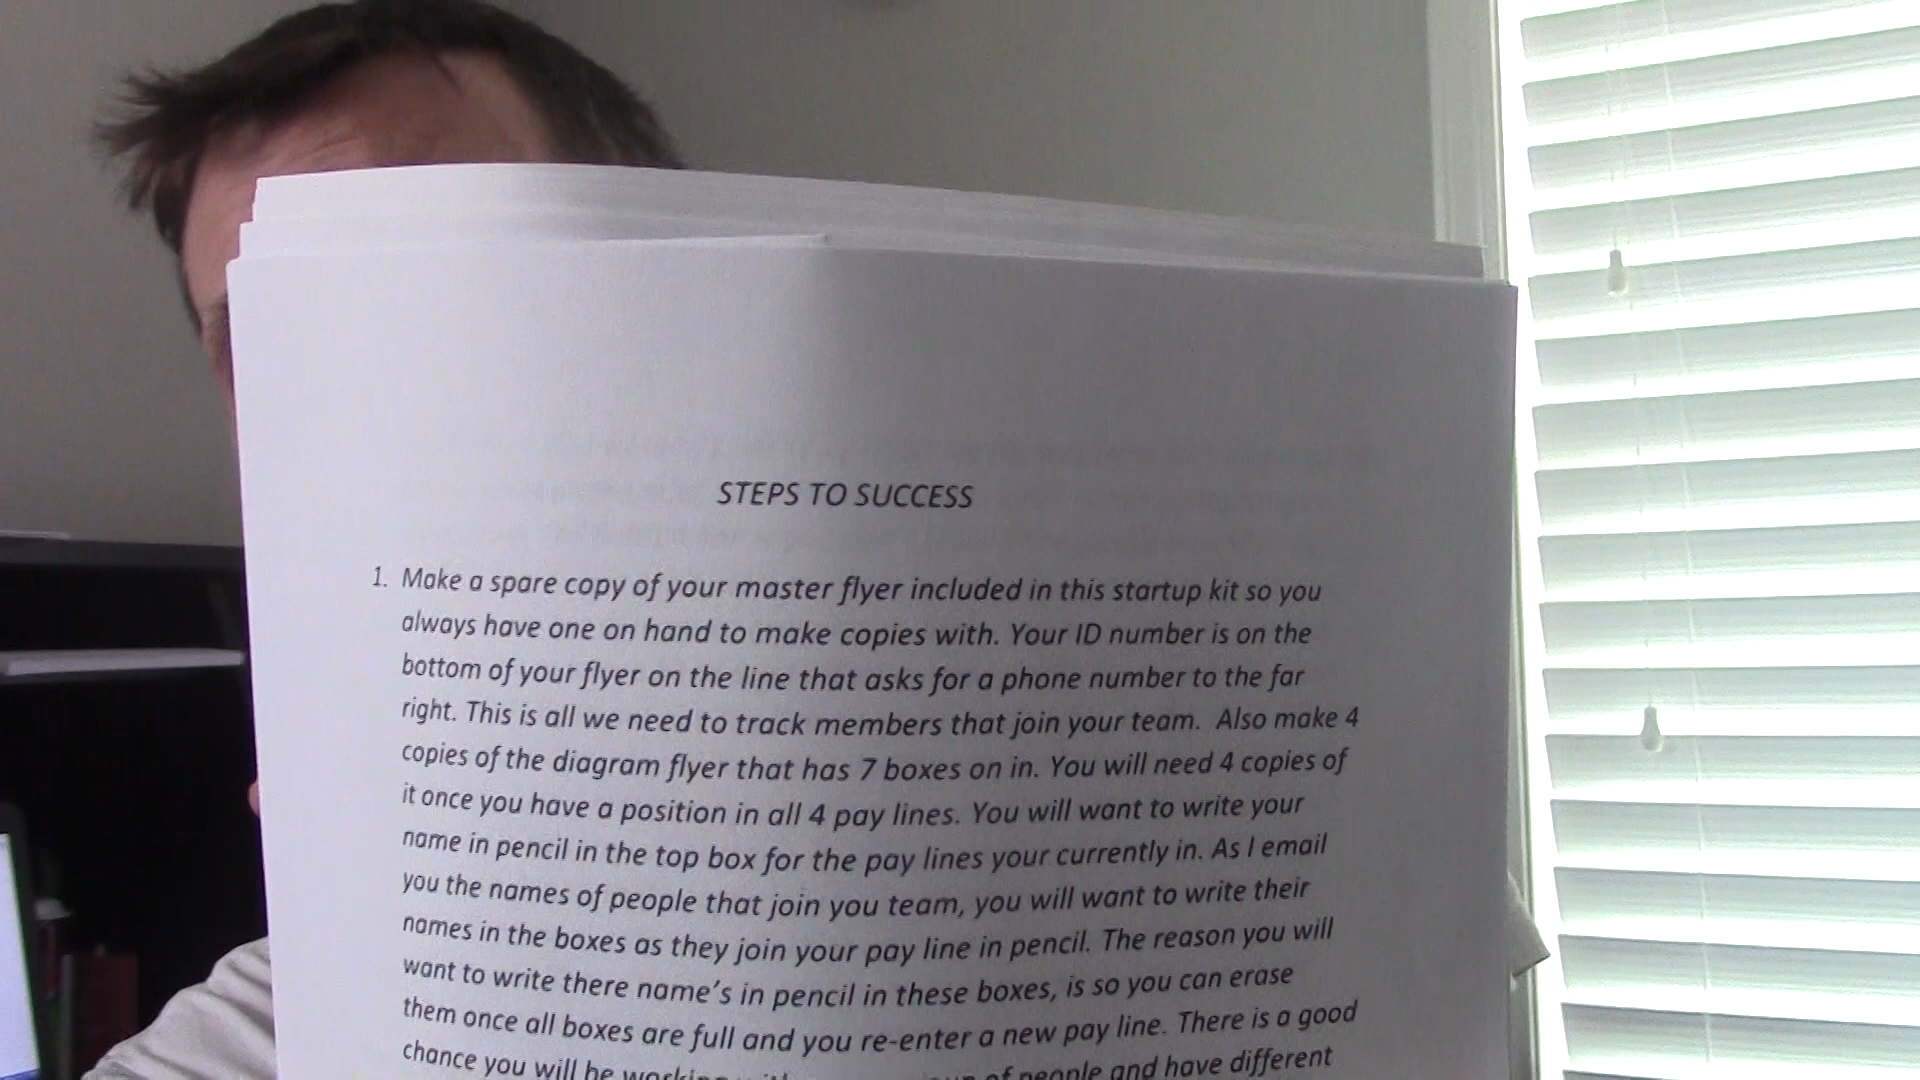 STEPS TO SUCCESS
1. Make a spare copy of your master flyer included in this startup kit so you
always have one on hand to make copies with. Your ID number is on the
bottom of your flyer on the line that asks for a phone number to the far
right. This is all we need to track members that join your team. Also make 4
copies of the diagram flyer that has 7 boxes on in. You will need 4 copies of
it once you have a position in all 4 pay lines. You will want to write your
name in pencil in the top box for the pay lines your currently in. As I email
you the names of people that join you team, you will want to write their
names in the boxes as they join your pay line in pencil. The reason you will
want to write there name's in pencil in these boxes, is so you can erase
them once all boxes are full and you re-enter a new pay line. There is a good
chance you will be working of people and have different